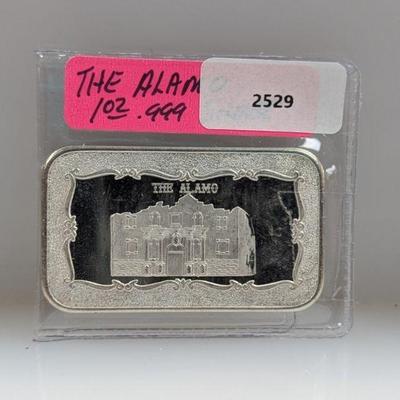 THE ALAMO
1oz .999
2529
THE ALAMO